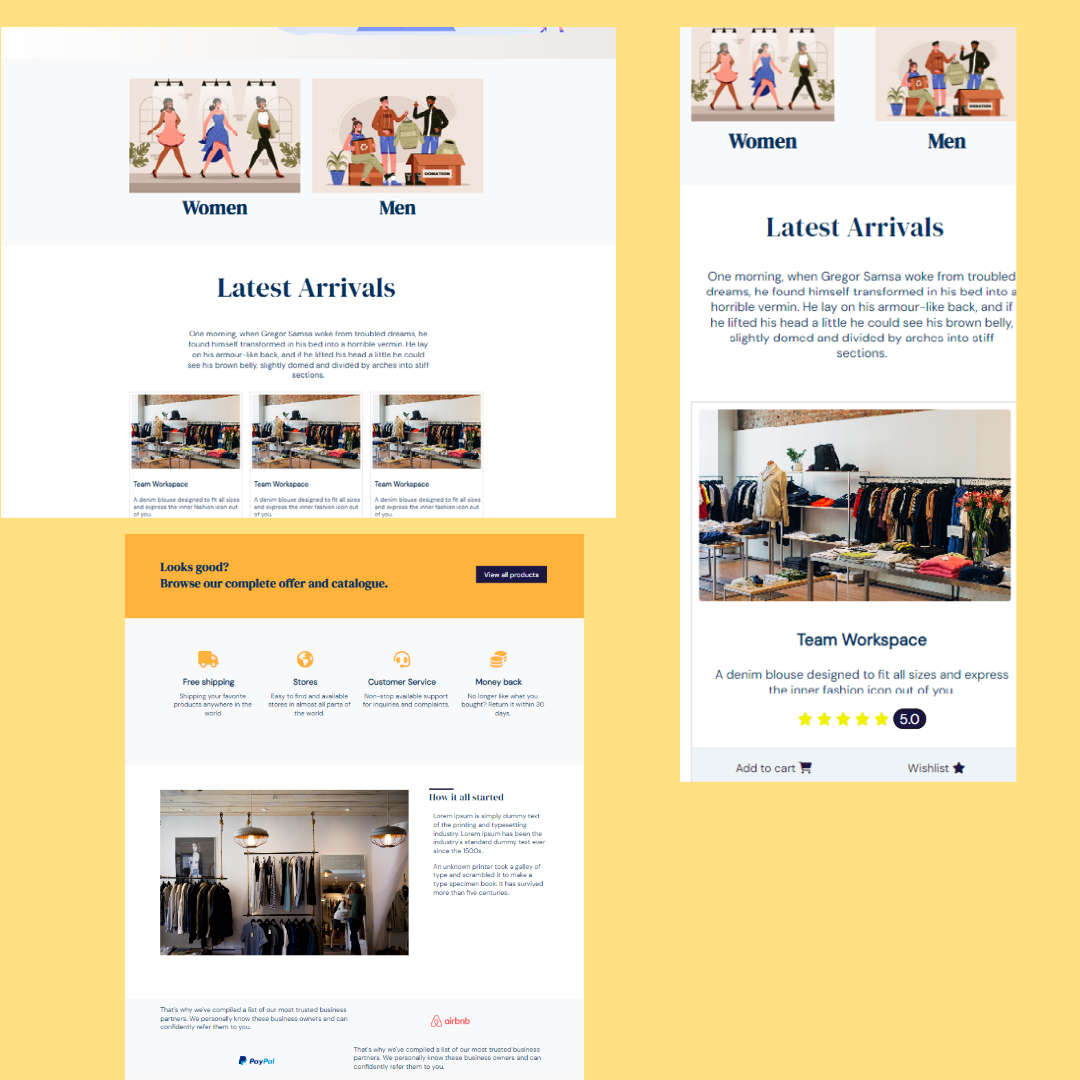 DONATION
Women
Men
Latest Arrivals
One morning, when Gregor Samsa woke from troubled dreams, he
found himself transformed in his bed into a horrible vermin. He lay
on his armour-like back, and if he lifted his head a little he could
see his brown belly, slightly domed and divided by arches into stiff
sections.
Team Workspace
Team Workspace
Team Workspace
A denim blouse designed to fit all sizes
and express the inner fashion icon out
of you.
A denim blouse designed to fit all sizes
and express the inner fashion icon out
of you.
A denim blouse designed to fit all sizes
and express the inner fashion icon out
of you.
DONATION
Women
Men
Latest Arrivals
One morning, when Gregor Samsa woke from troubled
dreams, he found himself transformed in his bed into a
horrible vermin. He lay on his armour-like back, and if
he lifted his head a little he could see his brown belly,
slightly domed and divided by arches into stiff
sections.
Team Workspace
A denim blouse designed to fit all sizes and express
the inner fashion icon out of you.
5.0
Add to cart
Wishlist
Looks good?
Browse our complete offer and catalogue.
View all products
Free shipping
Shipping your favorite
products anywhere in the
world
Stores
Easy to find and available
stores in almost all parts of
the world.
Customer Service
Non-stop available support
for inquiries and complaints.
Money back
No longer like what you
bought? Return it within 30
days.
How it all started
Lorem ipsum is simply dummy text
of the printing and typesetting
industry. Lorem Ipsum has been the
industry's standard dummy text ever
since the 1500s.
An unknown printer took a galley of
type and scrambled it to make a
type specimen book. It has survived
more than five centuries.
That's why we've compiled a list of our most trusted business
partners. We personally know these business owners and can
confidently refer them to you.
airbnb
PayPal
That's why we've compiled a list of our most trusted business
partners. We personally know these business owners and can
confidently refer them to you.